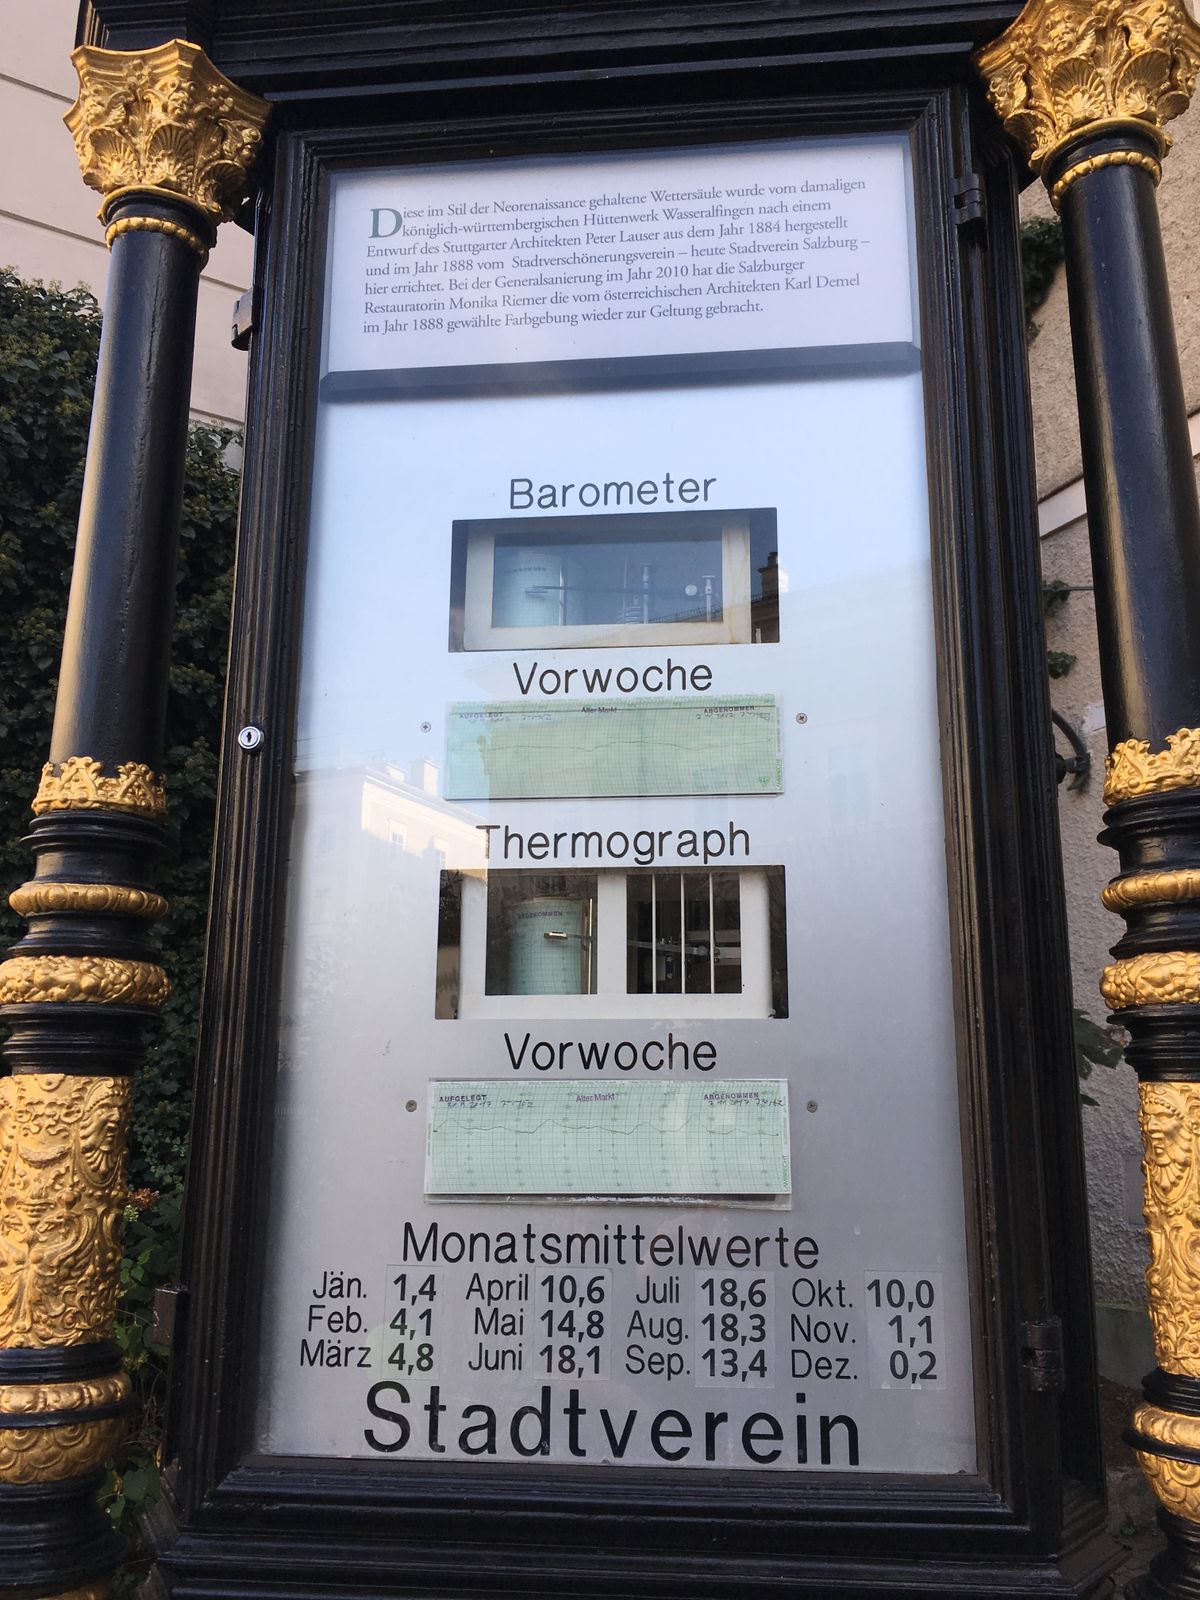 Diese im Stil der Neorenaissance gehaltene Wettersäule wurde vom damaligen
königlich-württembergischen Hüttenwerk Wasseralfingen nach einem
Entwurf des Stuttgarter Architekten Peter Lauser aus dem Jahr 1884 hergestellt
und im Jahr 1888 vom Stadtverschönerungsverein – heute Stadtverein Salzburg –
hier errichtet. Bei der Generalsanierung im Jahr 2010 hat die Salzburger
Restauratorin Monika Riemer die vom österreichischen Architekten Karl Demel
im Jahr 1888 gewählte Farbgebung wieder zur Geltung gebracht.
Barometer
Vorwoche
AUFGELEGT Alter Markt ABGENOMMEN
Thermograph
Vorwoche
AUFGELEGT Alter Markt ABGENOMMEN
LAMBRECHT
Monatsmittelwerte
Jän. 1,4 April 10,6 Juli 18,6 Okt. 10,0
Feb. 4,1 Mai 14,8 Aug. 18,3 Nov. 1,1
März 4,8 Juni 18,1 Sep. 13,4 Dez. 0,2
Stadtverein